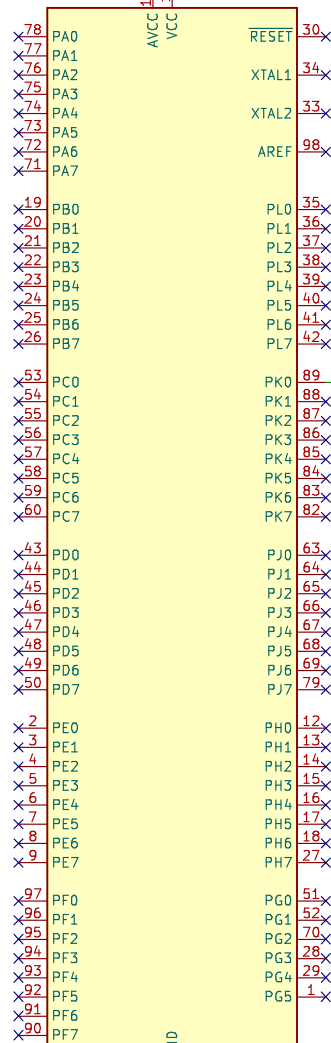 AVCC
VCC
78 PA0 RESET 30
77 PA1
76 PA2 XTAL1 34
75 PA3
74 PA4 XTAL2 33
73 PA5
72 PA6 AREF 98
71 PA7
19 PB0 PL0 35
20 PB1 PL1 36
21 PB2 PL2 37
22 PB3 PL3 38
23 PB4 PL4 39
24 PB5 PL5 40
25 PB6 PL6 41
26 PB7 PL7 42
53 PC0 PK0 89
54 PC1 PK1 88
55 PC2 PK2 87
56 PC3 PK3 86
57 PC4 PK4 85
58 PC5 PK5 84
59 PC6 PK6 83
60 PC7 PK7 82
43 PD0 PJ0 63
44 PD1 PJ1 64
45 PD2 PJ2 65
46 PD3 PJ3 66
47 PD4 PJ4 67
48 PD5 PJ5 68
49 PD6 PJ6 69
50 PD7 PJ7 79
2 PE0 PH0 12
3 PE1 PH1 13
4 PE2 PH2 14
5 PE3 PH3 15
6 PE4 PH4 16
7 PE5 PH5 17
8 PE6 PH6 18
9 PE7 PH7 27
97 PF0 PG0 51
96 PF1 PG1 52
95 PF2 PG2 70
94 PF3 PG3 28
93 PF4 PG4 29
92 PF5 PG5 1
91 PF6
90 PF7